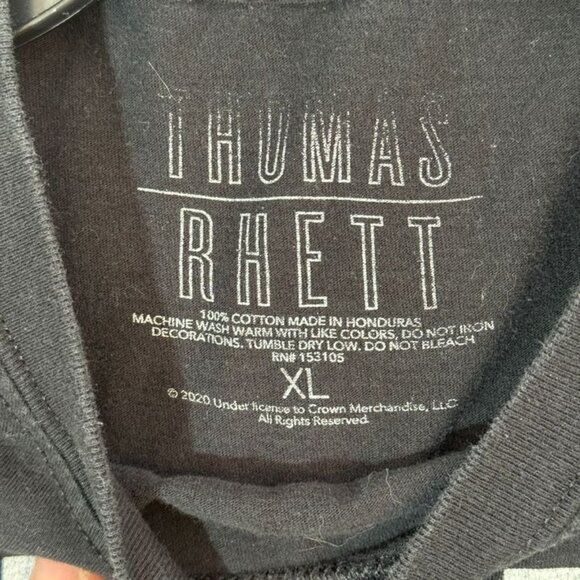 THOMAS
RHETT
100% COTTON MADE IN HONDURAS
MACHINE WASH WARM WITH LIKE COLORS, DO NOT IRON
DECORATIONS. TUMBLE DRY LOW. DO NOT BLEACH
RN# 153105
XL
© 2020 Under license to Crown Merchandise, LLC.
All Rights Reserved.